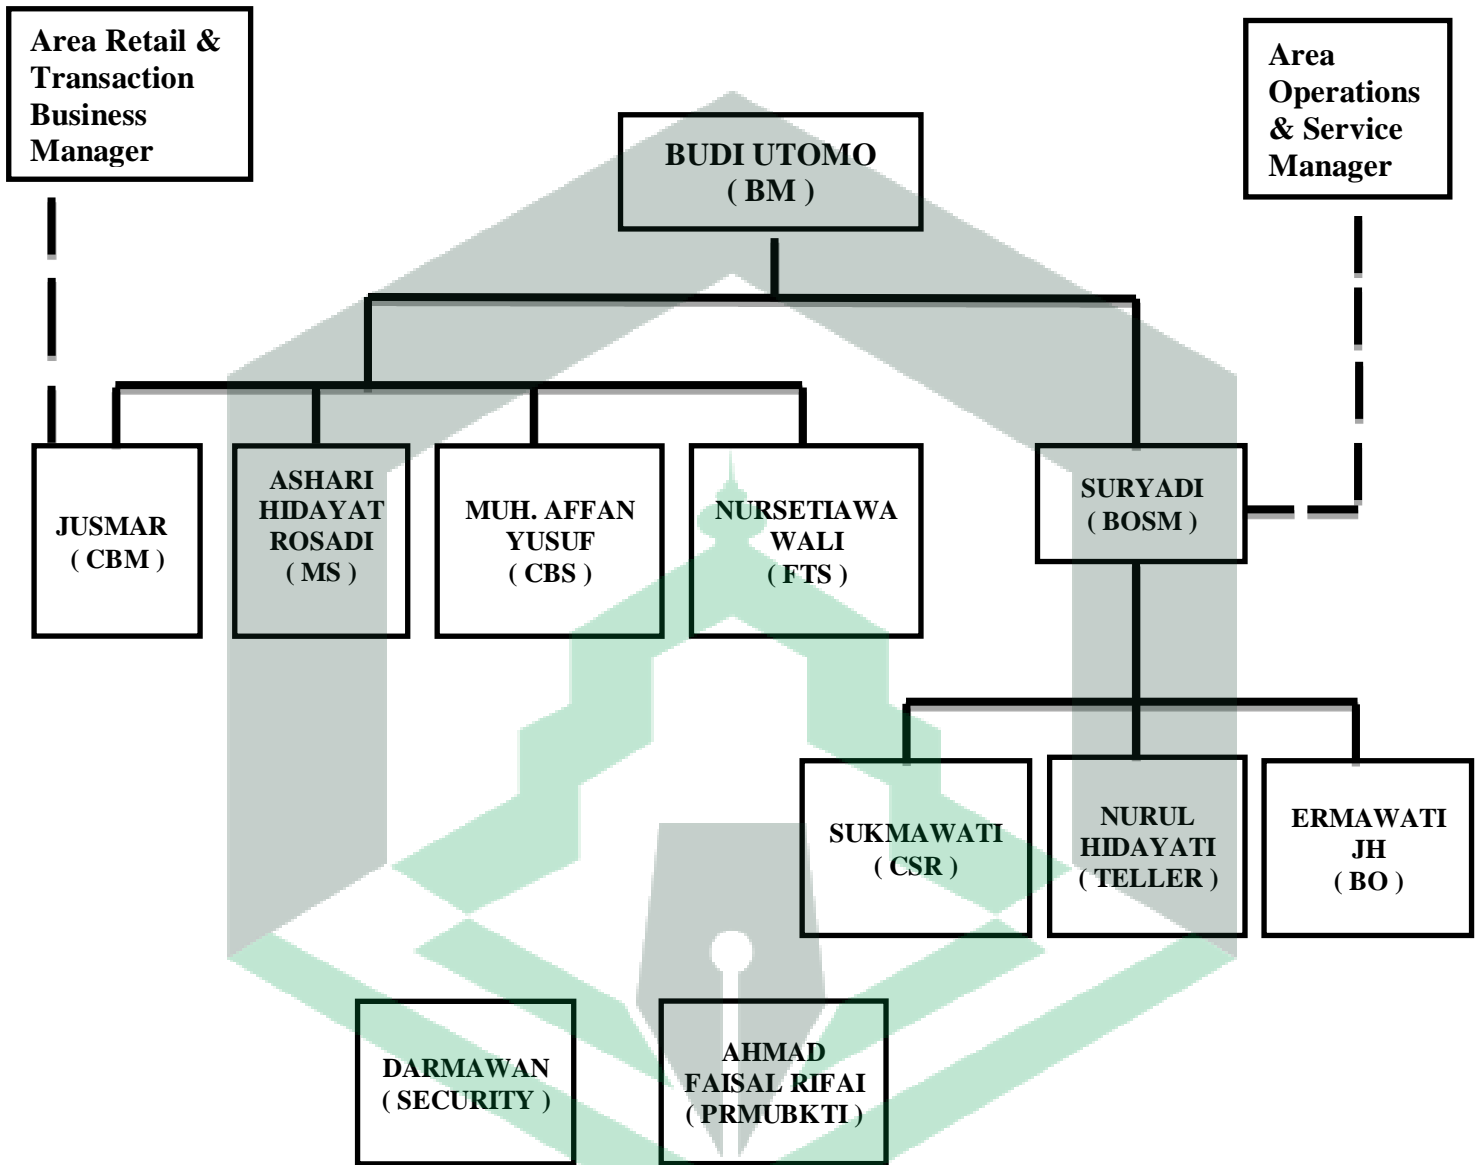 Area Retail &
Transaction
Business
Manager
BUDI UTOMO
( BM )
Area
Operations
& Service
Manager
JUSMAR
( CBM )
ASHARI
HIDAYAT
ROSADI
( MS )
MUH. AFFAN
YUSUF
( CBS )
NURSETIAWA
WALI
( FTS )
SURYADI
( BOSM )
SUKMAWATI
( CSR )
NURUL
HIDAYATI
( TELLER )
ERMAWATI
JH
( BO )
DARMAWAN
( SECURITY )
AHMAD
FAISAL RIFAI
( PRMUBKTI )